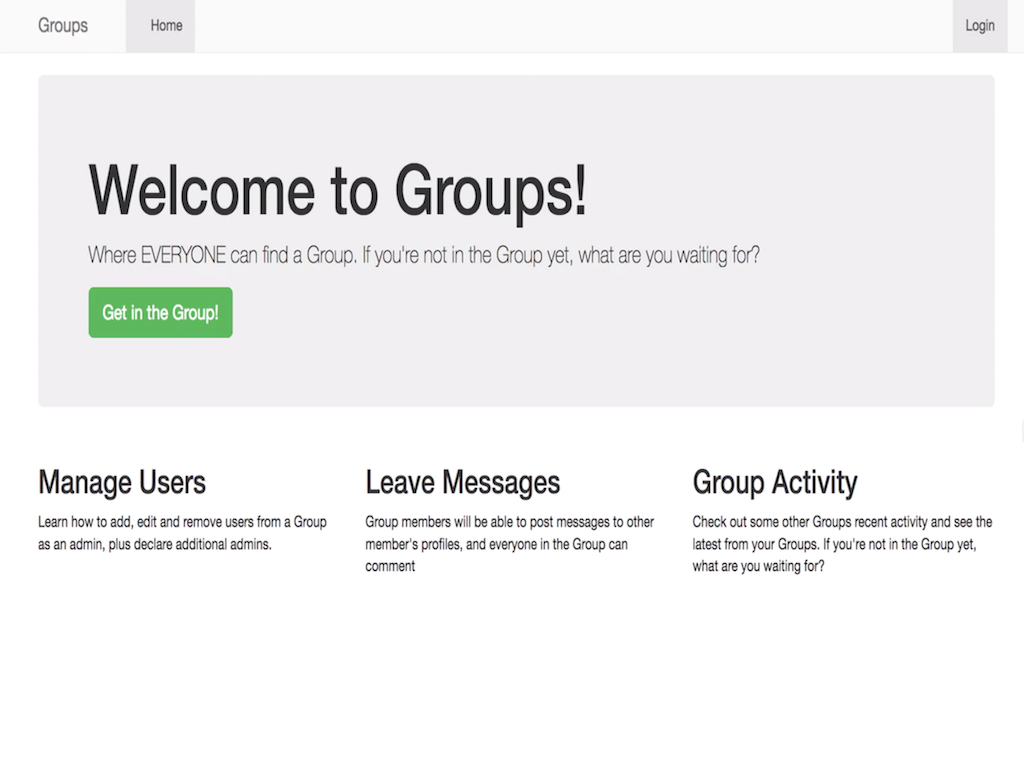 Groups
Home
Login
Welcome to Groups!
Where EVERYONE can find a Group. If you're not in the Group yet, what are you waiting for?
Get in the Group!
Manage Users
Learn how to add, edit and remove users from a Group
as an admin, plus declare additional admins.
Leave Messages
Group members will be able to post messages to other
member's profiles, and everyone in the Group can
comment
Group Activity
Check out some other Groups recent activity and see the
latest from your Groups. If you're not in the Group yet,
what are you waiting for?